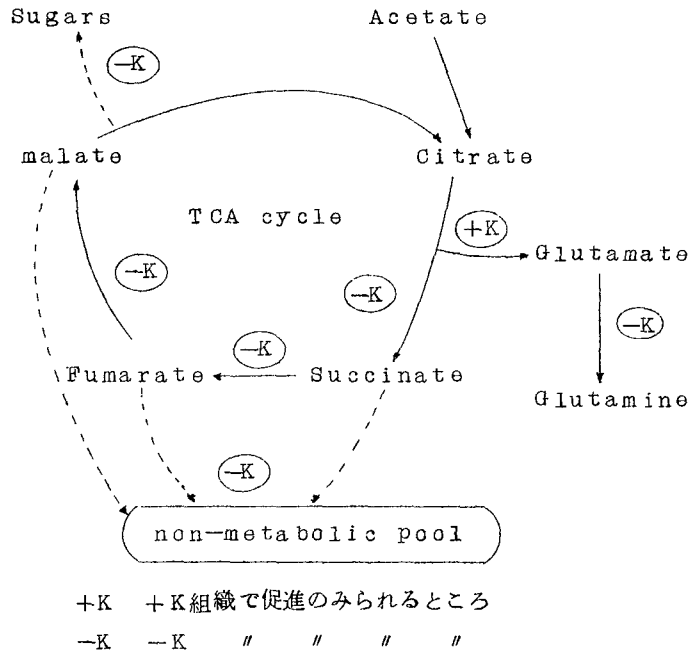 Sugars Acetate
−K
malate Citrate
TCA cycle
+K
Glutamate
−K −K
−K −K
Fumarate Succinate
Glutamine
−K
non−metabolic pool
+K +K組織で促進のみられるところ
−K −K 〃 〃 〃 〃